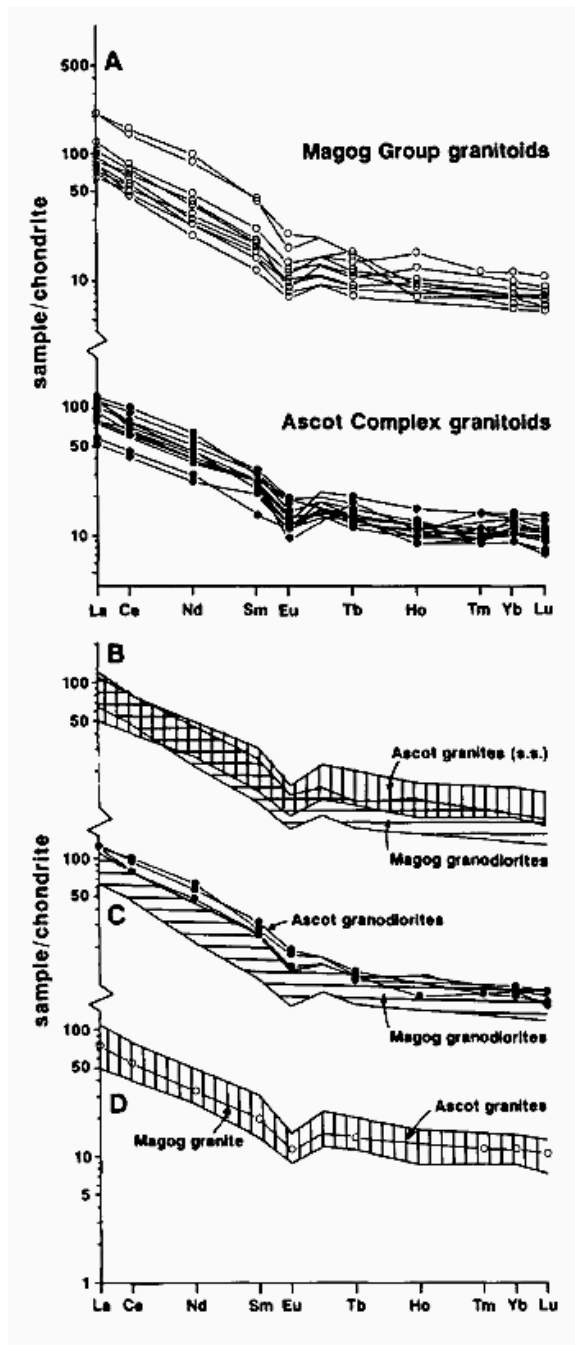 A
500
100
50
10
Magog Group granitoids
sample/chondrite
100
50
10
Ascot Complex granitoids
La Ce Nd Sm Eu Tb Ho Tm Yb Lu
B
100
50
Ascot granites (s.s.)
Magog granodiorites
100
50
C
Ascot granodiorites
sample/chondrite
Magog granodiorites
100
50
D
Ascot granites
Magog granite
10
5
1
La Ce Nd Sm Eu Tb Ho Tm Yb Lu